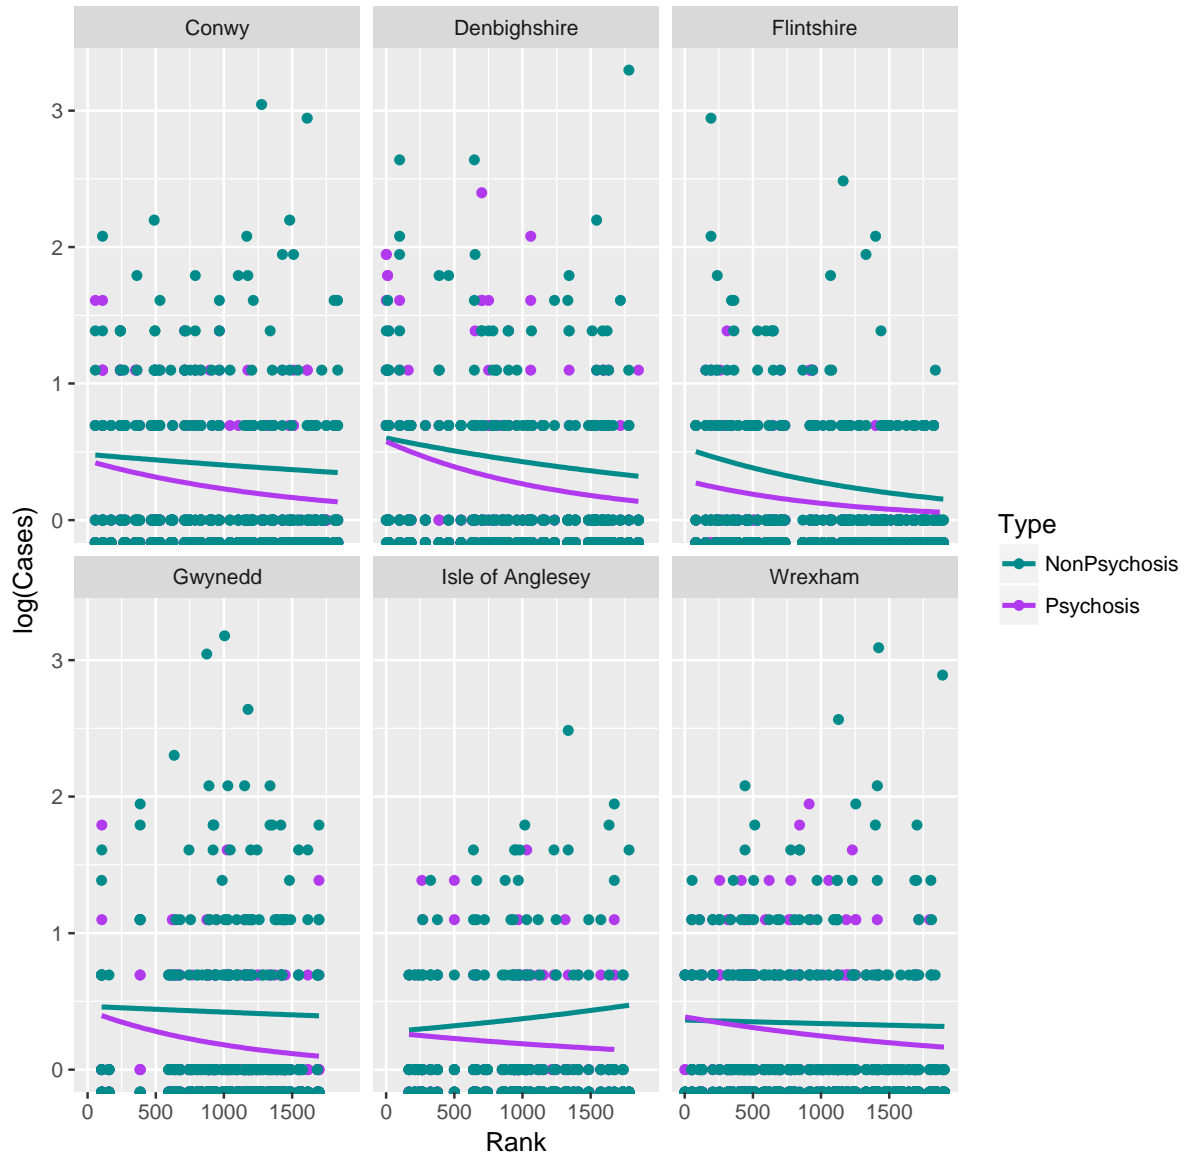 Conwy Denbighshire Flintshire
3
2
1
0
Gwynedd Isle of Anglesey Wrexham
3
2
1
0
0 500 1000 1500 0 500 1000 1500 0 500 1000 1500
Rank
log(Cases)
Type
NonPsychosis
Psychosis